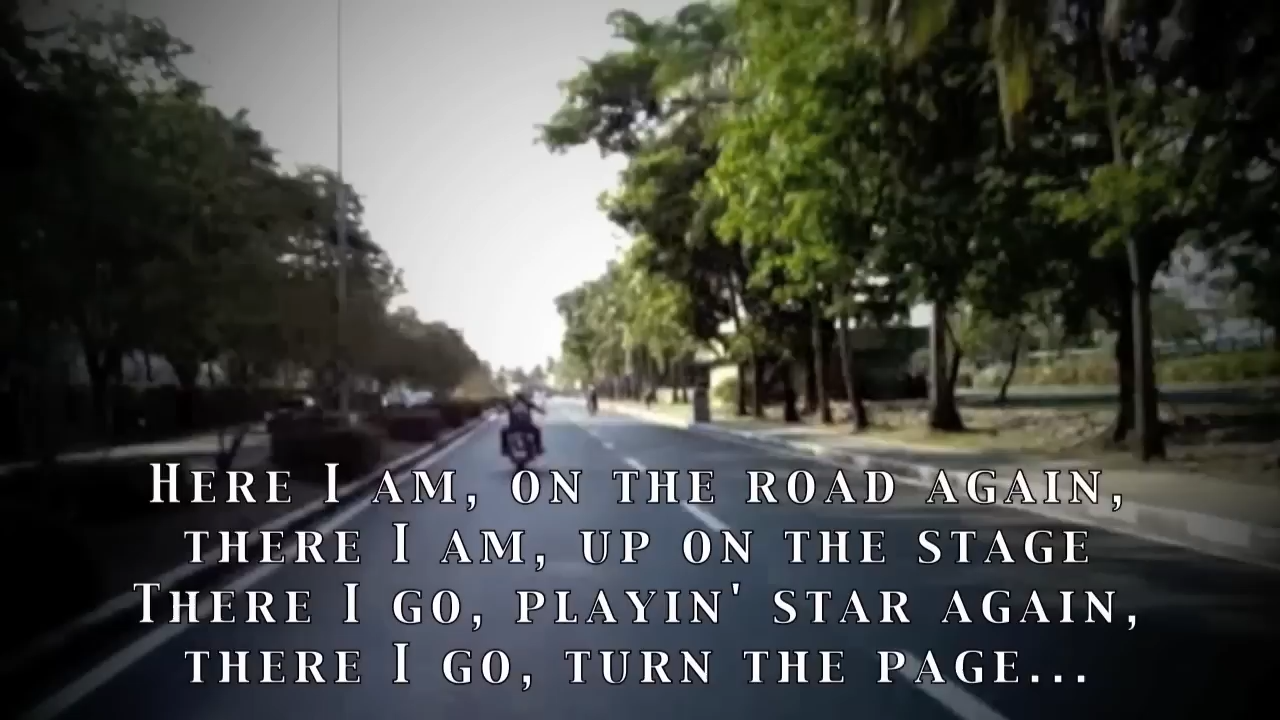 Here I am, on the road again,
there I am, up on the stage
There I go, playin' star again,
there I go, turn the page...